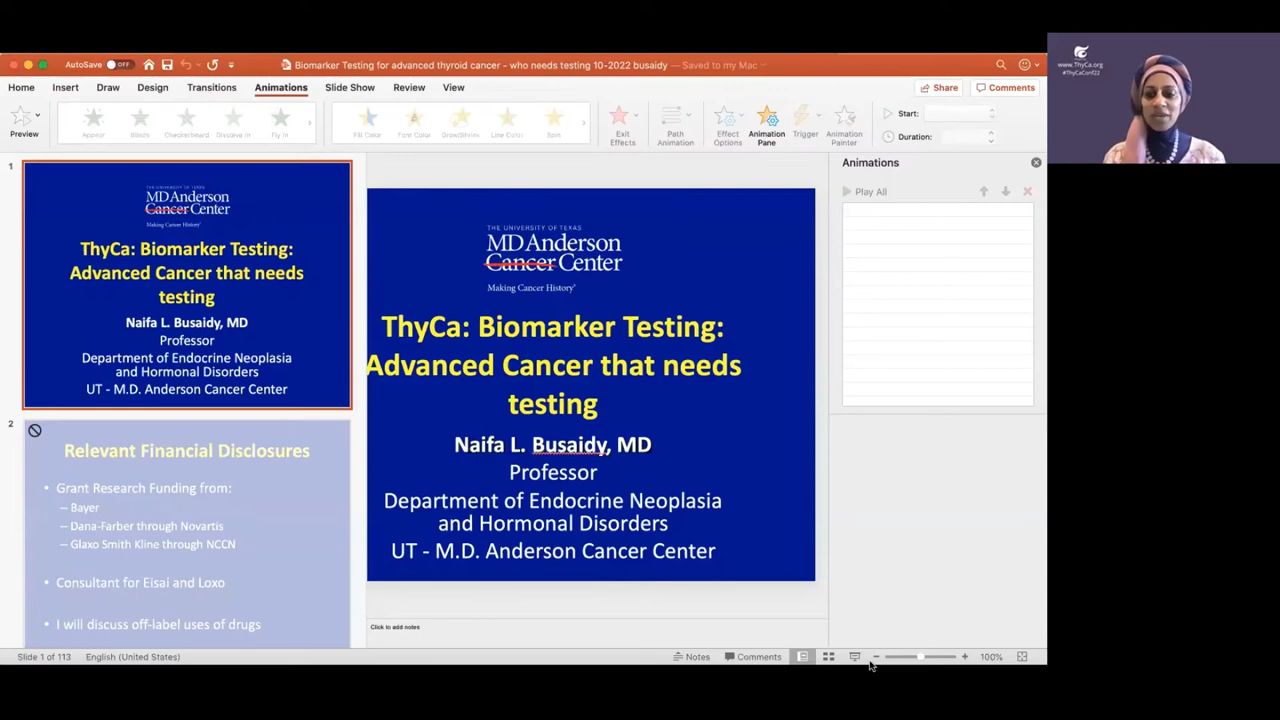 AutoSave OFF
Biomarker Testing for advanced thyroid cancer - who needs testing 10-2022 busaidy — Saved to my Mac
Home Insert Draw Design Transitions Animations Slide Show Review View
Share Comments
Preview
Appear Blinds Checkerboard Dissolve In Fly In
Fill Color Font Color Grow/Shrink Line Color Spin
Exit Effects
Path Animation
Effect Options
Animation Pane
Trigger
Animation Painter
Start:
Duration:
1
THE UNIVERSITY OF TEXAS
MD Anderson
Cancer Center
Making Cancer History®
ThyCa: Biomarker Testing:
Advanced Cancer that needs
testing
Naifa L. Busaidy, MD
Professor
Department of Endocrine Neoplasia
and Hormonal Disorders
UT - M.D. Anderson Cancer Center
2
Relevant Financial Disclosures
• Grant Research Funding from:
– Bayer
– Dana-Farber through Novartis
– Glaxo Smith Kline through NCCN
• Consultant for Eisai and Loxo
• I will discuss off-label uses of drugs
THE UNIVERSITY OF TEXAS
MD Anderson
Cancer Center
Making Cancer History®
ThyCa: Biomarker Testing:
Advanced Cancer that needs
testing
Naifa L. Busaidy, MD
Professor
Department of Endocrine Neoplasia
and Hormonal Disorders
UT - M.D. Anderson Cancer Center
Click to add notes
Animations
Play All
Slide 1 of 113 English (United States)
Notes Comments 100%
www.ThyCa.org
#ThyCaConf22